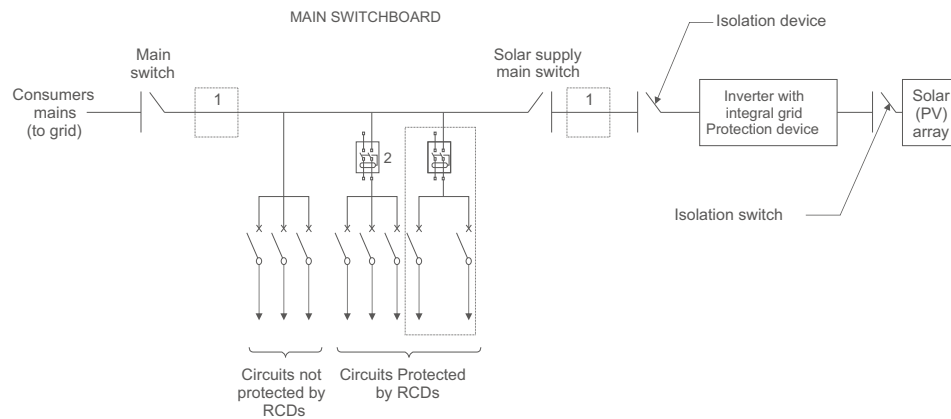 MAIN SWITCHBOARD
Isolation device
Main
switch
Solar supply
main switch
Consumers
mains
(to grid)
1
1
Inverter with
integral grid
Protection device
Solar
(PV)
array
2
Isolation switch
Circuits not
protected by
RCDs
Circuits Protected
by RCDs